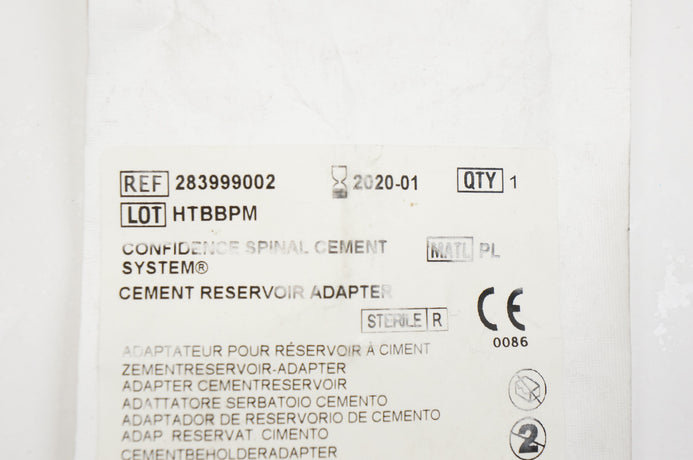 REF 283999002 2020-01 QTY 1
LOT HTBBPM
CONFIDENCE SPINAL CEMENT MATL PL
SYSTEM®
CEMENT RESERVOIR ADAPTER
STERILE R
CE
0086
ADAPTATEUR POUR RÉSERVOIR À CIMENT
ZEMENTRESERVOIR-ADAPTER
ADAPTER CEMENTRESERVOIR
ADATTATORE SERBATOIO CEMENTO
ADAPTADOR DE RESERVORIO DE CEMENTO
ADAP. RESERVAT. CIMENTO
2
CEMENTBEHOLDERADAPTER